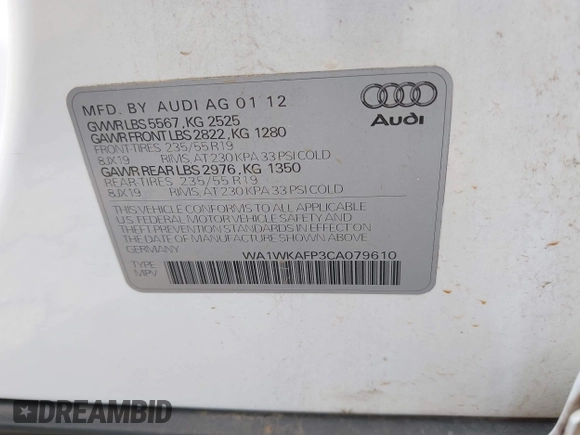 MFD. BY AUDI AG 01 12
GVWR LBS 5567, KG 2525
GAWR FRONT LBS 2822, KG 1280
FRONT-TIRES 235/55 R19
8JX19 RIMS, AT 230 KPA 33 PSI COLD
GAWR REAR LBS 2976, KG 1350
REAR-TIRES 235/55 R19
8JX19 RIMS, AT 230 KPA 33 PSI COLD
THIS VEHICLE CONFORMS TO ALL APPLICABLE
U.S. FEDERAL MOTOR VEHICLE SAFETY AND
THEFT PREVENTION STANDARDS IN EFFECT ON
THE DATE OF MANUFACTURE SHOWN ABOVE.
GERMANY WA1WKAFP3CA079610
TYPE
MPV
Audi
DREAMBID